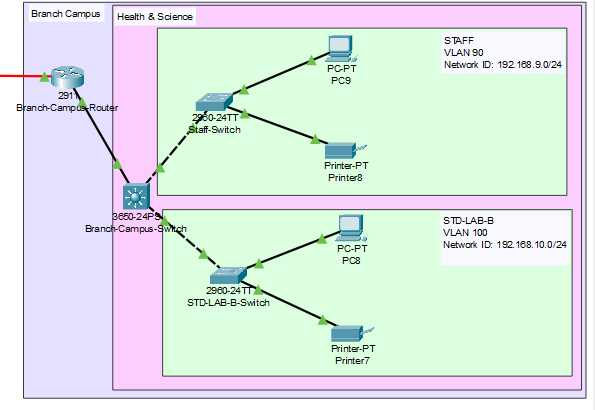 Branch Campus
Health & Science
STAFF
VLAN 90
Network ID: 192.168.9.0/24
PC-PT
PC9
2911
Branch-Campus-Router
2960-24TT
Staff-Switch
Printer-PT
Printer8
3650-24PS
Branch-Campus-Switch
STD-LAB-B
VLAN 100
Network ID: 192.168.10.0/24
PC-PT
PC8
2960-24TT
STD-LAB-B-Switch
Printer-PT
Printer7